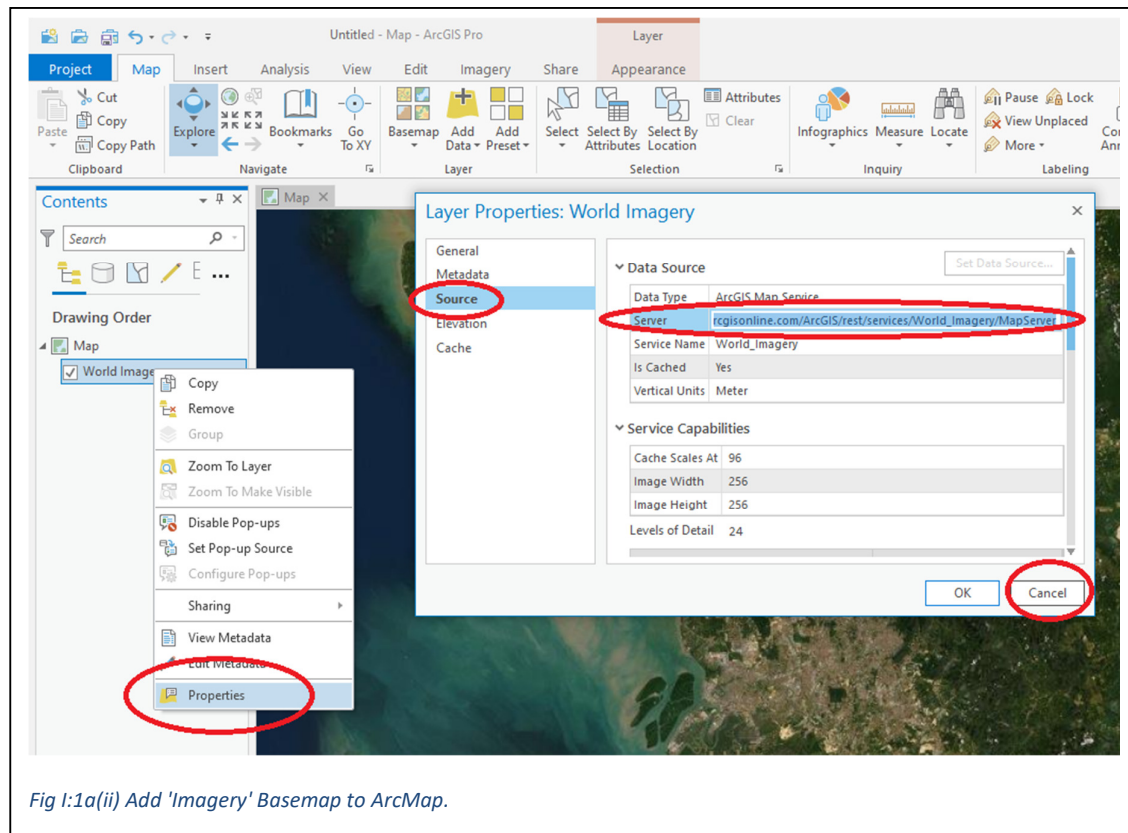 Untitled - Map - ArcGIS Pro
Layer
Project Map Insert Analysis View Edit Imagery Share Appearance
Paste
Cut
Copy
Copy Path
Clipboard
Explore
Bookmarks
Go To XY
Navigate
Basemap
Add Data
Add Preset
Layer
Select
Select By Attributes
Select By Location
Attributes
Clear
Selection
Infographics
Measure
Locate
Inquiry
Pause
Lock
View Unplaced
More
Labeling
Contents
Search
Drawing Order
Map
World Image
Copy
Remove
Group
Zoom To Layer
Zoom To Make Visible
Disable Pop-ups
Set Pop-up Source
Configure Pop-ups
Sharing
View Metadata
Edit Metadata
Properties
Map
Layer Properties: World Imagery
General
Metadata
Source
Elevation
Cache
Data Source
Set Data Source...
Data Type ArcGIS Map Service
Server rcgisonline.com/ArcGIS/rest/services/World_Imagery/MapServer
Service Name World_Imagery
Is Cached Yes
Vertical Units Meter
Service Capabilities
Cache Scales At 96
Image Width 256
Image Height 256
Levels of Detail 24
OK Cancel
Fig I:1a(ii) Add 'Imagery' Basemap to ArcMap.